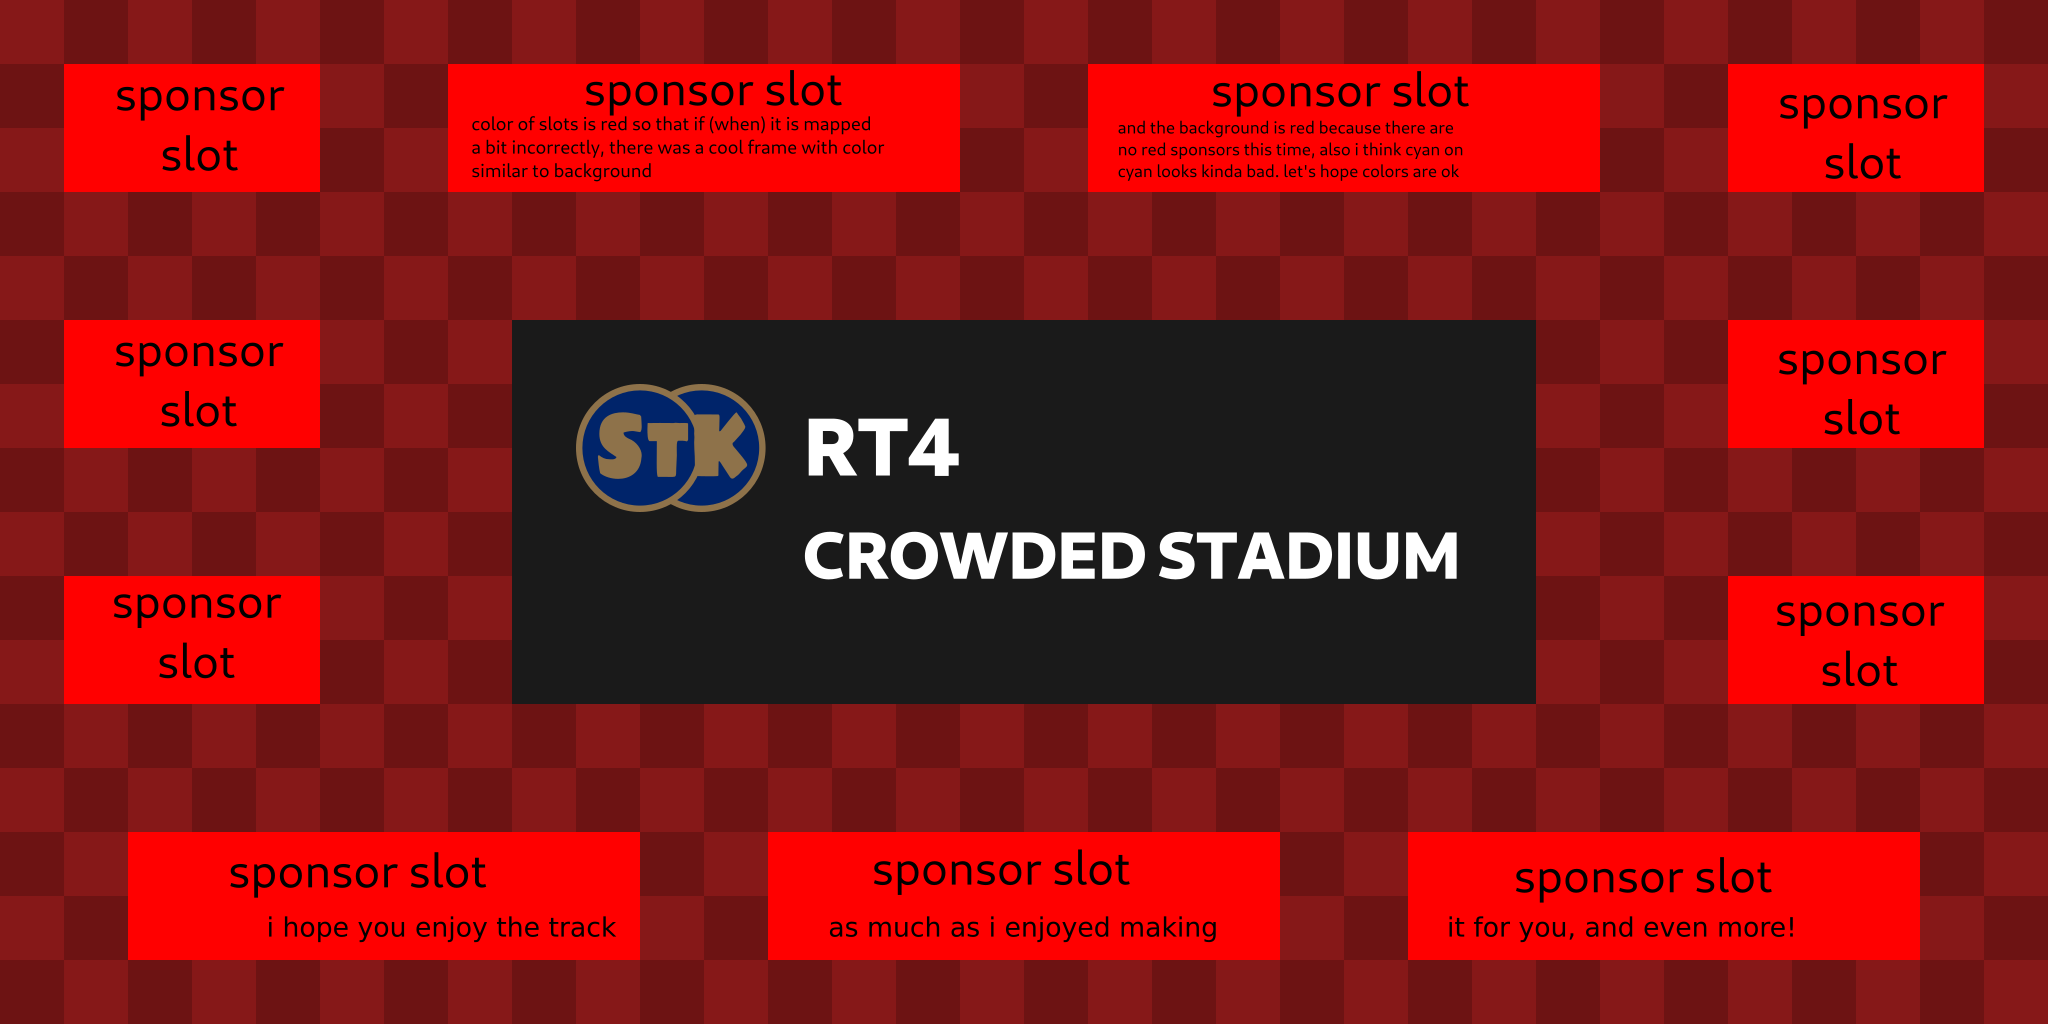 sponsor
slot
sponsor slot
color of slots is red so that if (when) it is mapped
a bit incorrectly, there was a cool frame with color
similar to background
sponsor slot
and the background is red because there are
no red sponsors this time, also i think cyan on
cyan looks kinda bad. let's hope colors are ok
sponsor
slot
sponsor
slot
STK
RT4
CROWDED STADIUM
sponsor
slot
sponsor
slot
sponsor
slot
sponsor slot
i hope you enjoy the track
sponsor slot
as much as i enjoyed making
sponsor slot
it for you, and even more!